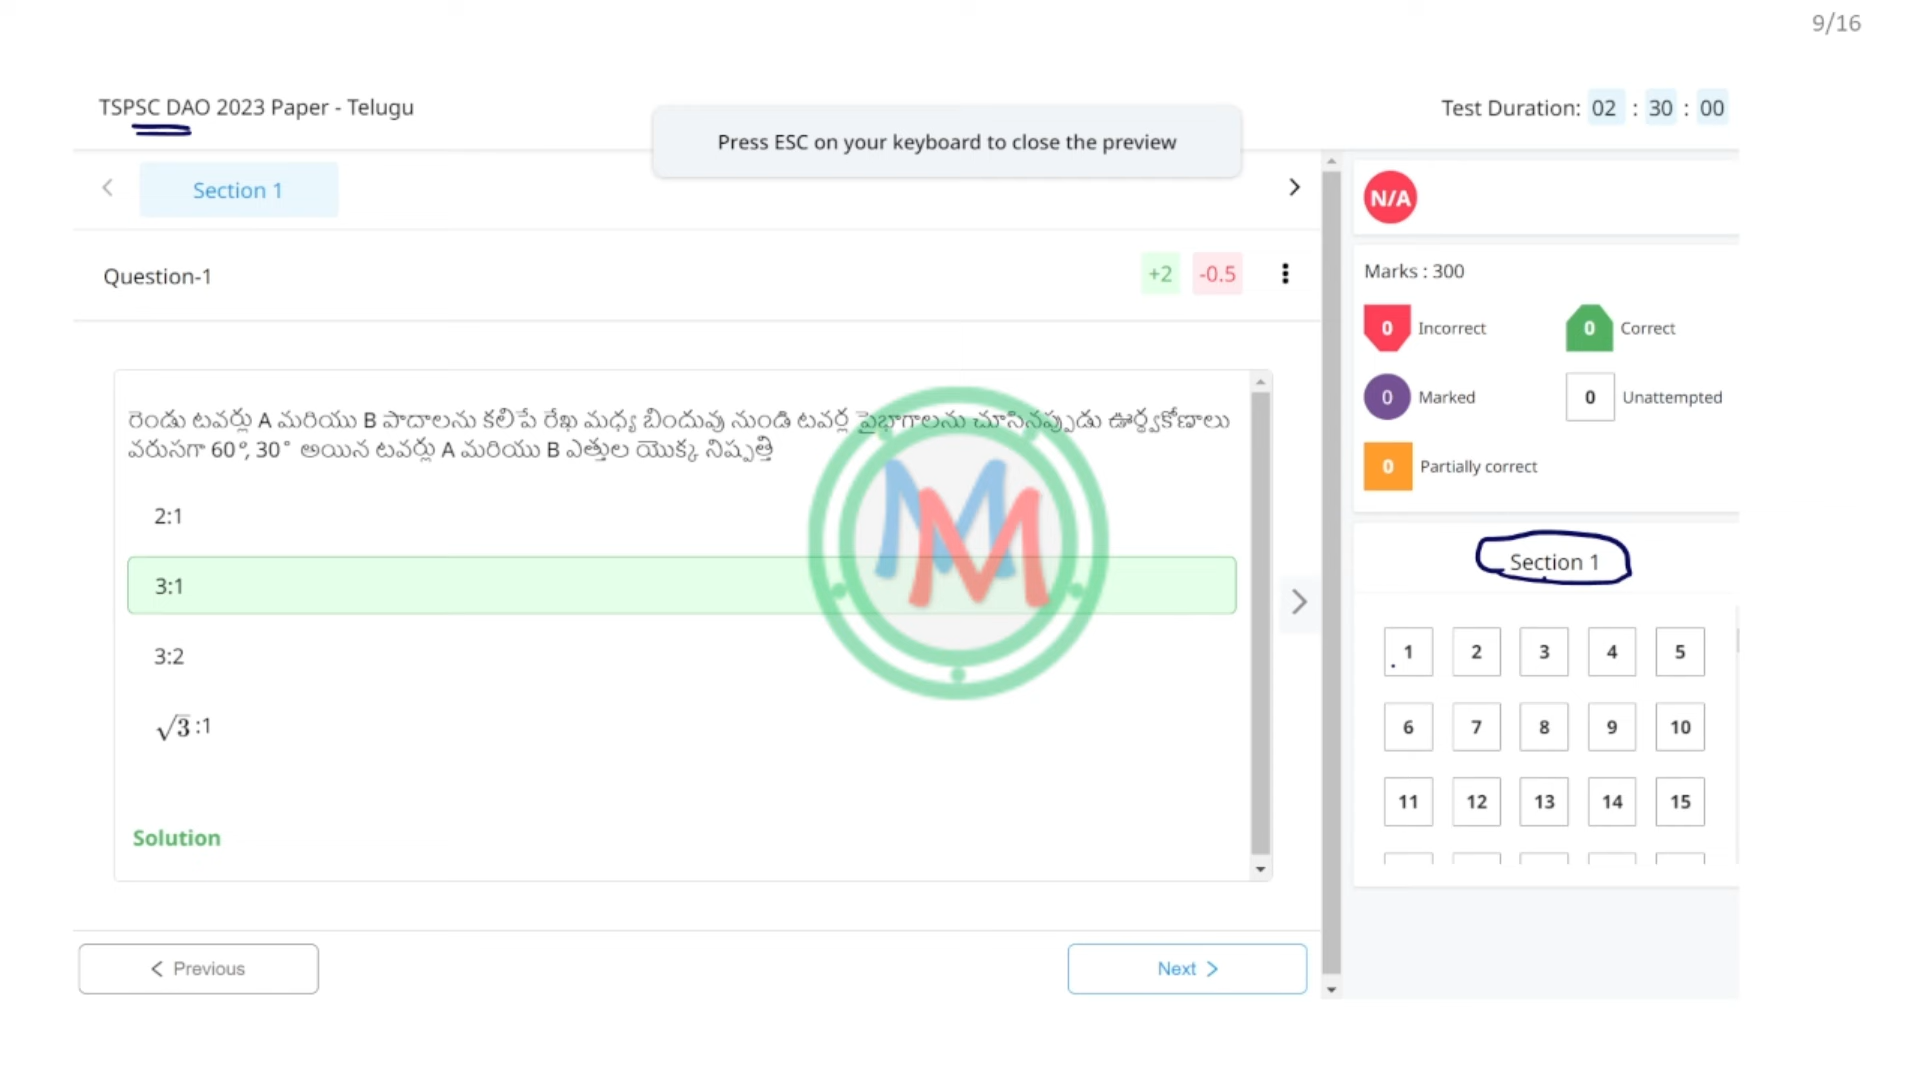 9/16
TSPSC DAO 2023 Paper - Telugu
Press ESC on your keyboard to close the preview
Test Duration: 02 : 30 : 00
Section 1
N/A
Question-1
+2 -0.5
Marks : 300
0 Incorrect
0 Correct
0 Marked
0 Unattempted
0 Partially correct
రెండు టవర్లు A మరియు B పాదాలను కలిపే రేఖ మధ్య బిందువు నుండి టవర్ల పైభాగాలను చూసినప్పుడు ఊర్ధ్వకోణాలు
వరుసగా 60°, 30° అయిన టవర్లు A మరియు B ఎత్తుల యొక్క నిష్పత్తి
2:1
3:1
3:2
√3 :1
Solution
MM
Section 1
1 2 3 4 5
6 7 8 9 10
11 12 13 14 15
Previous
Next